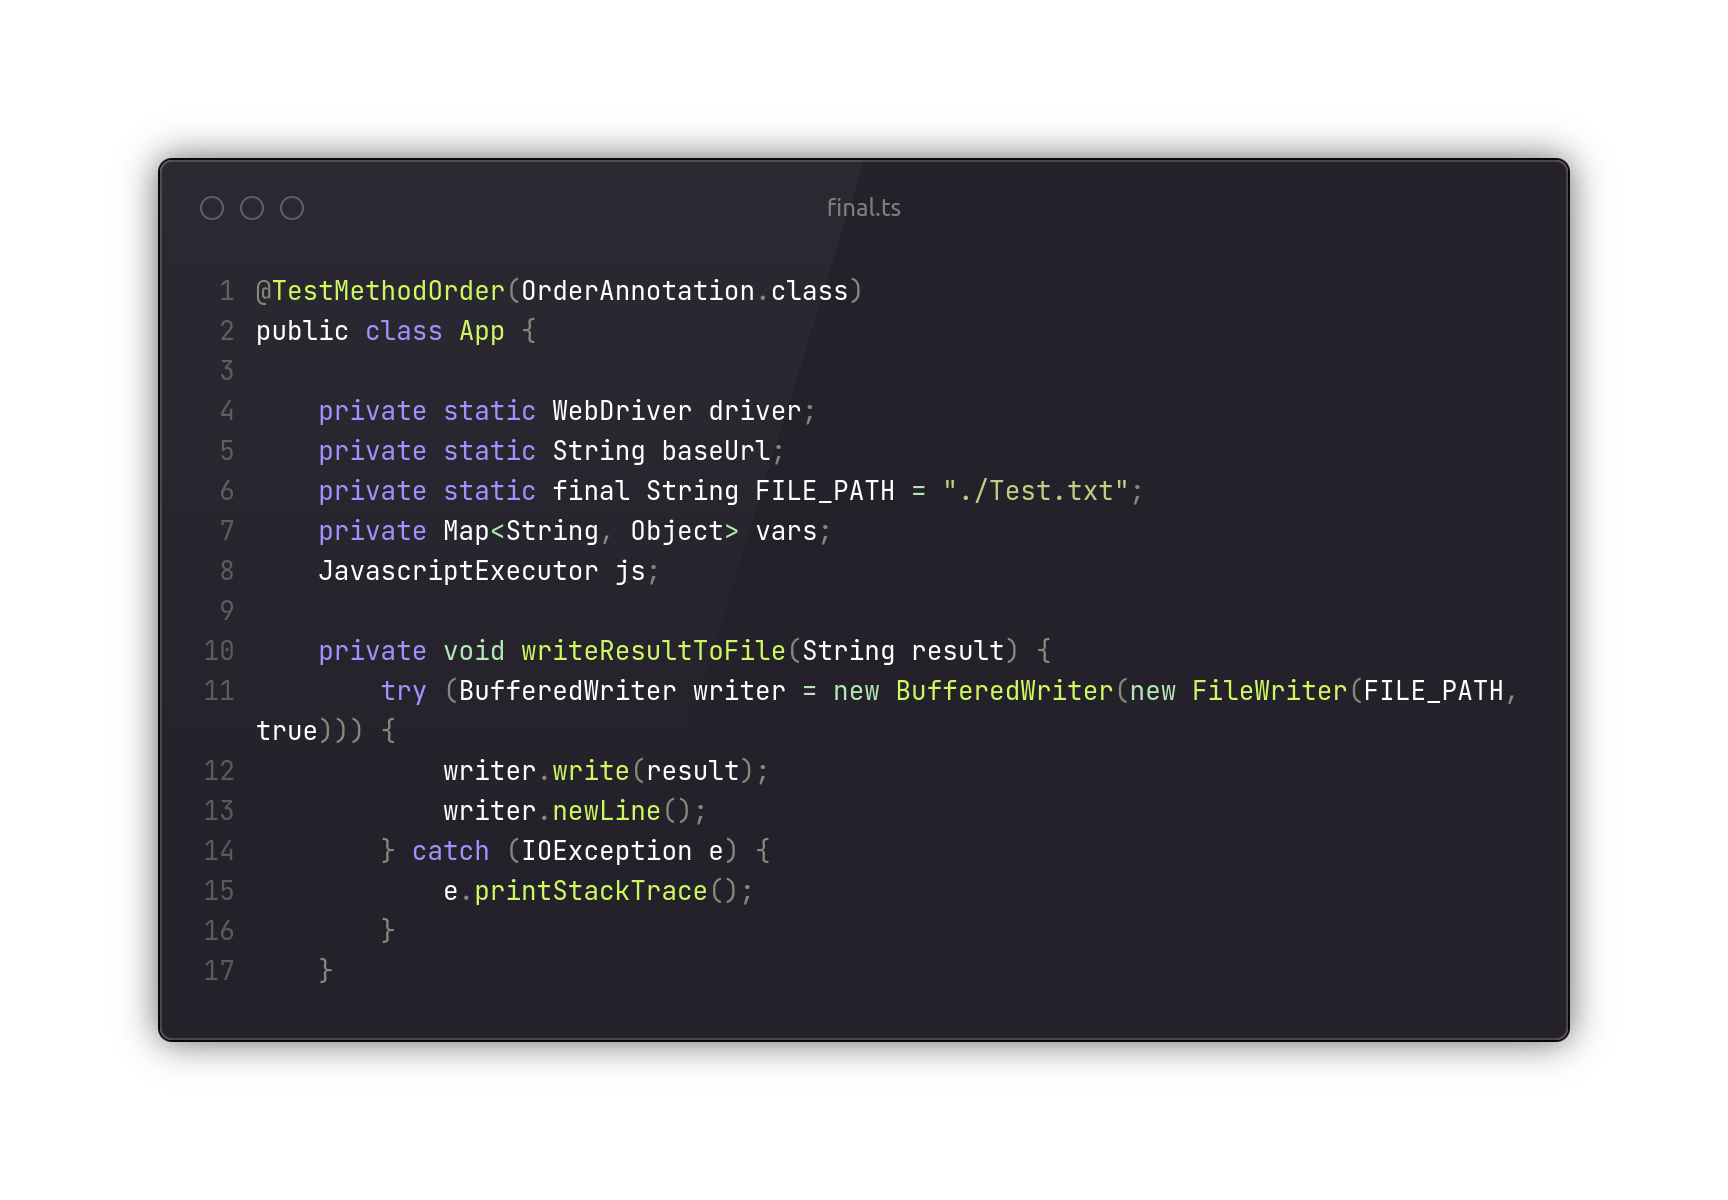 final.ts
1 @TestMethodOrder(OrderAnnotation.class)
2 public class App {
3
4     private static WebDriver driver;
5     private static String baseUrl;
6     private static final String FILE_PATH = "./Test.txt";
7     private Map<String, Object> vars;
8     JavascriptExecutor js;
9
10     private void writeResultToFile(String result) {
11         try (BufferedWriter writer = new BufferedWriter(new FileWriter(FILE_PATH,
true))) {
12             writer.write(result);
13             writer.newLine();
14         } catch (IOException e) {
15             e.printStackTrace();
16         }
17     }